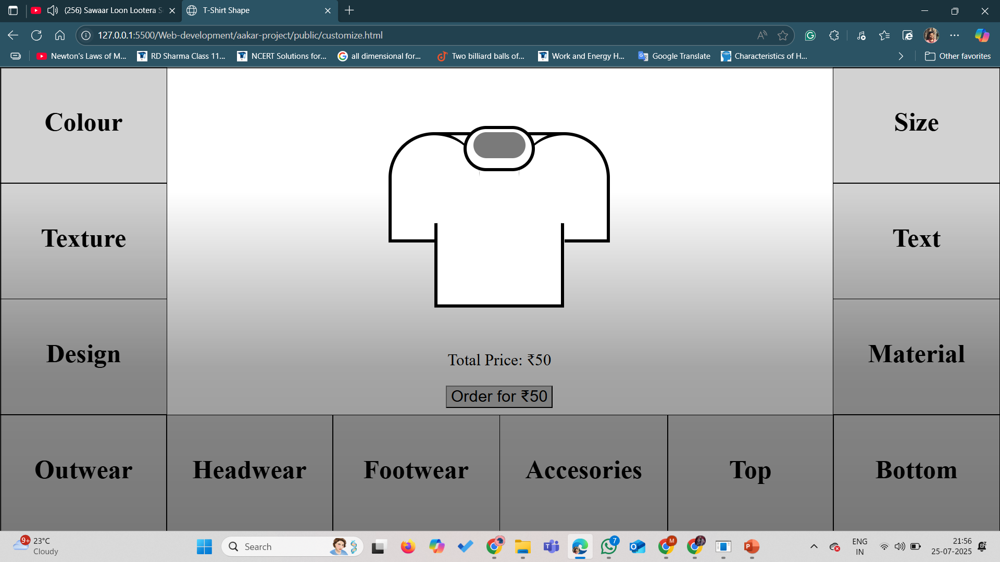 (256) Sawaar Loon Lootera S
T-Shirt Shape
127.0.0.1:5500/Web-development/aakar-project/public/customize.html
Newton's Laws of M...
RD Sharma Class 11...
NCERT Solutions for...
all dimensional for...
Two billiard balls of...
Work and Energy H...
Google Translate
Characteristics of H...
Other favorites
Colour
Size
Texture
Text
Design
Material
Total Price: ₹50
Order for ₹50
Outwear
Headwear
Footwear
Accesories
Top
Bottom
9+
23°C
Cloudy
Search
7
M
ENG
IN
21:56
25-07-2025